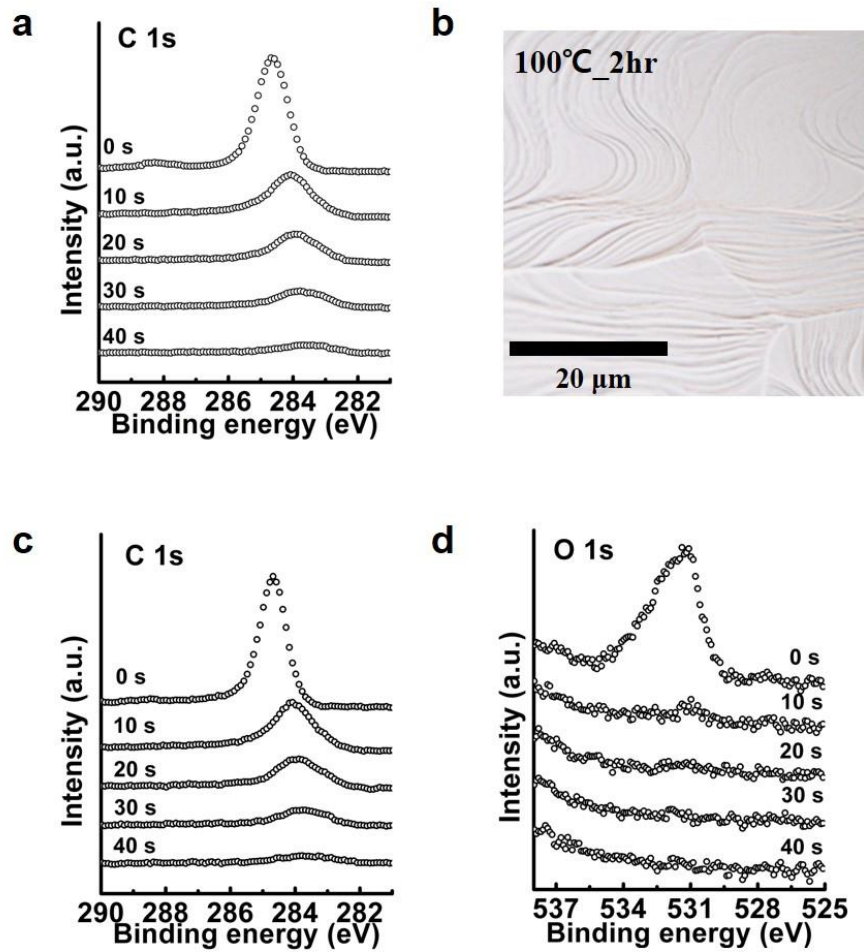 a
C 1s
0 s
10 s
20 s
30 s
40 s
Intensity (a.u.)
290 288 286 284 282
Binding energy (eV)
b
100℃_2hr
20 μm
c
C 1s
0 s
10 s
20 s
30 s
40 s
Intensity (a.u.)
290 288 286 284 282
Binding energy (eV)
d
O 1s
0 s
10 s
20 s
30 s
40 s
Intensity (a.u.)
537 534 531 528 525
Binding energy (eV)